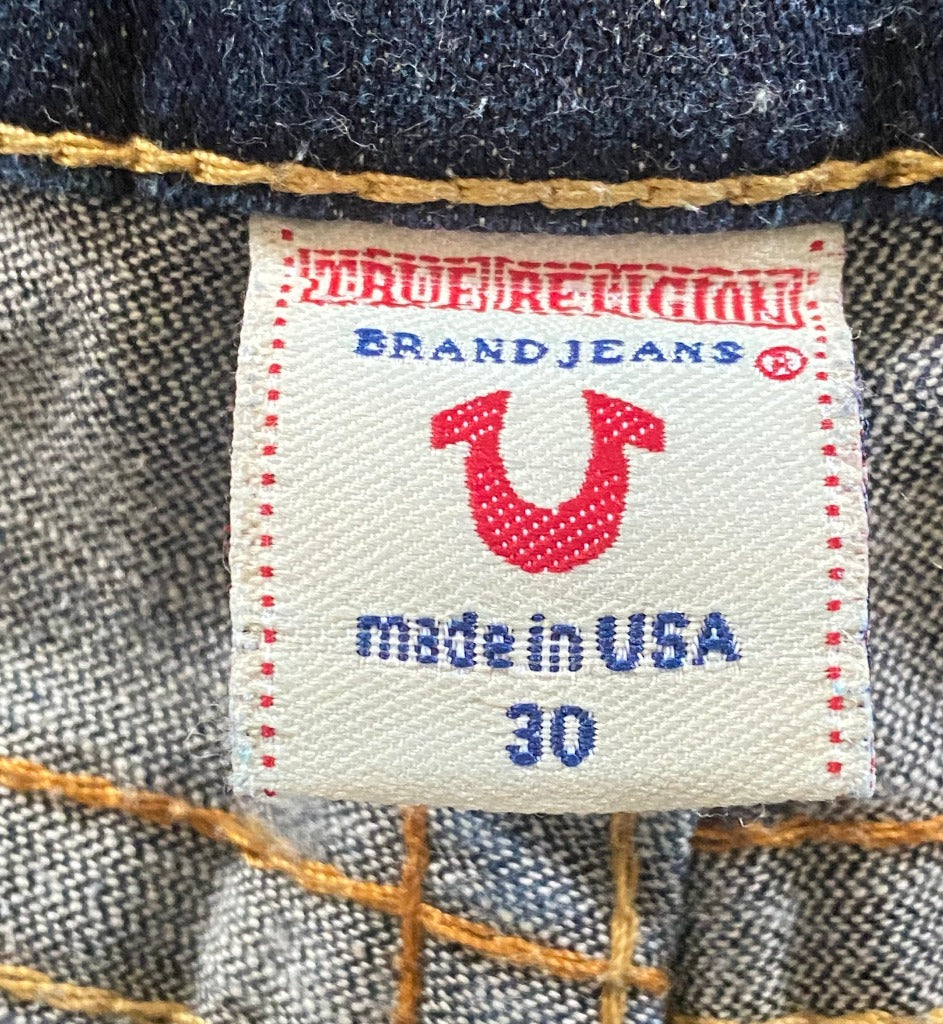 TRUE RELIGION
BRAND JEANS ®
made in USA
30